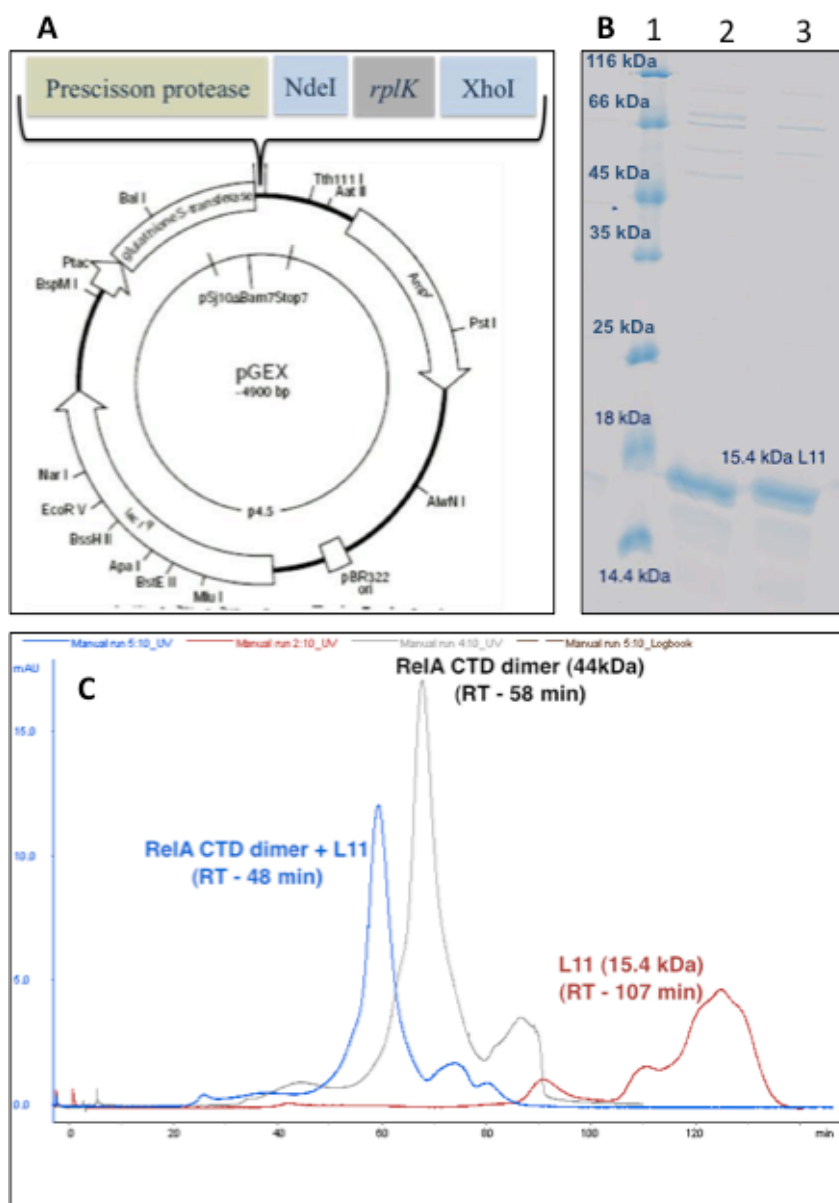 A
Prescisson protease NdeI rplK XhoI
Tth111 I
Aat II
Bal I
glutathione S-transferase
Ptac
BspM I
Amp^r
pSj10ΔBam7Stop7
Pst I
pGEX
~4900 bp
Nar I
EcoR V
BssH II
Apa I
BstE II
Mlu I
lac I q
p4.5
AlwN I
pBR322
ori
B 1 2 3
116 kDa
66 kDa
45 kDa
35 kDa
25 kDa
18 kDa
15.4 kDa L11
14.4 kDa
Manual run 5:10_UV Manual run 2:10_UV Manual run 4:10_UV Manual run 5:10_Logbook
mAU
C
RelA CTD dimer (44kDa)
(RT - 58 min)
15.0
RelA CTD dimer + L11
(RT - 48 min)
10.0
L11 (15.4 kDa)
(RT - 107 min)
5.0
0.0
0 20 40 60 80 100 120 min